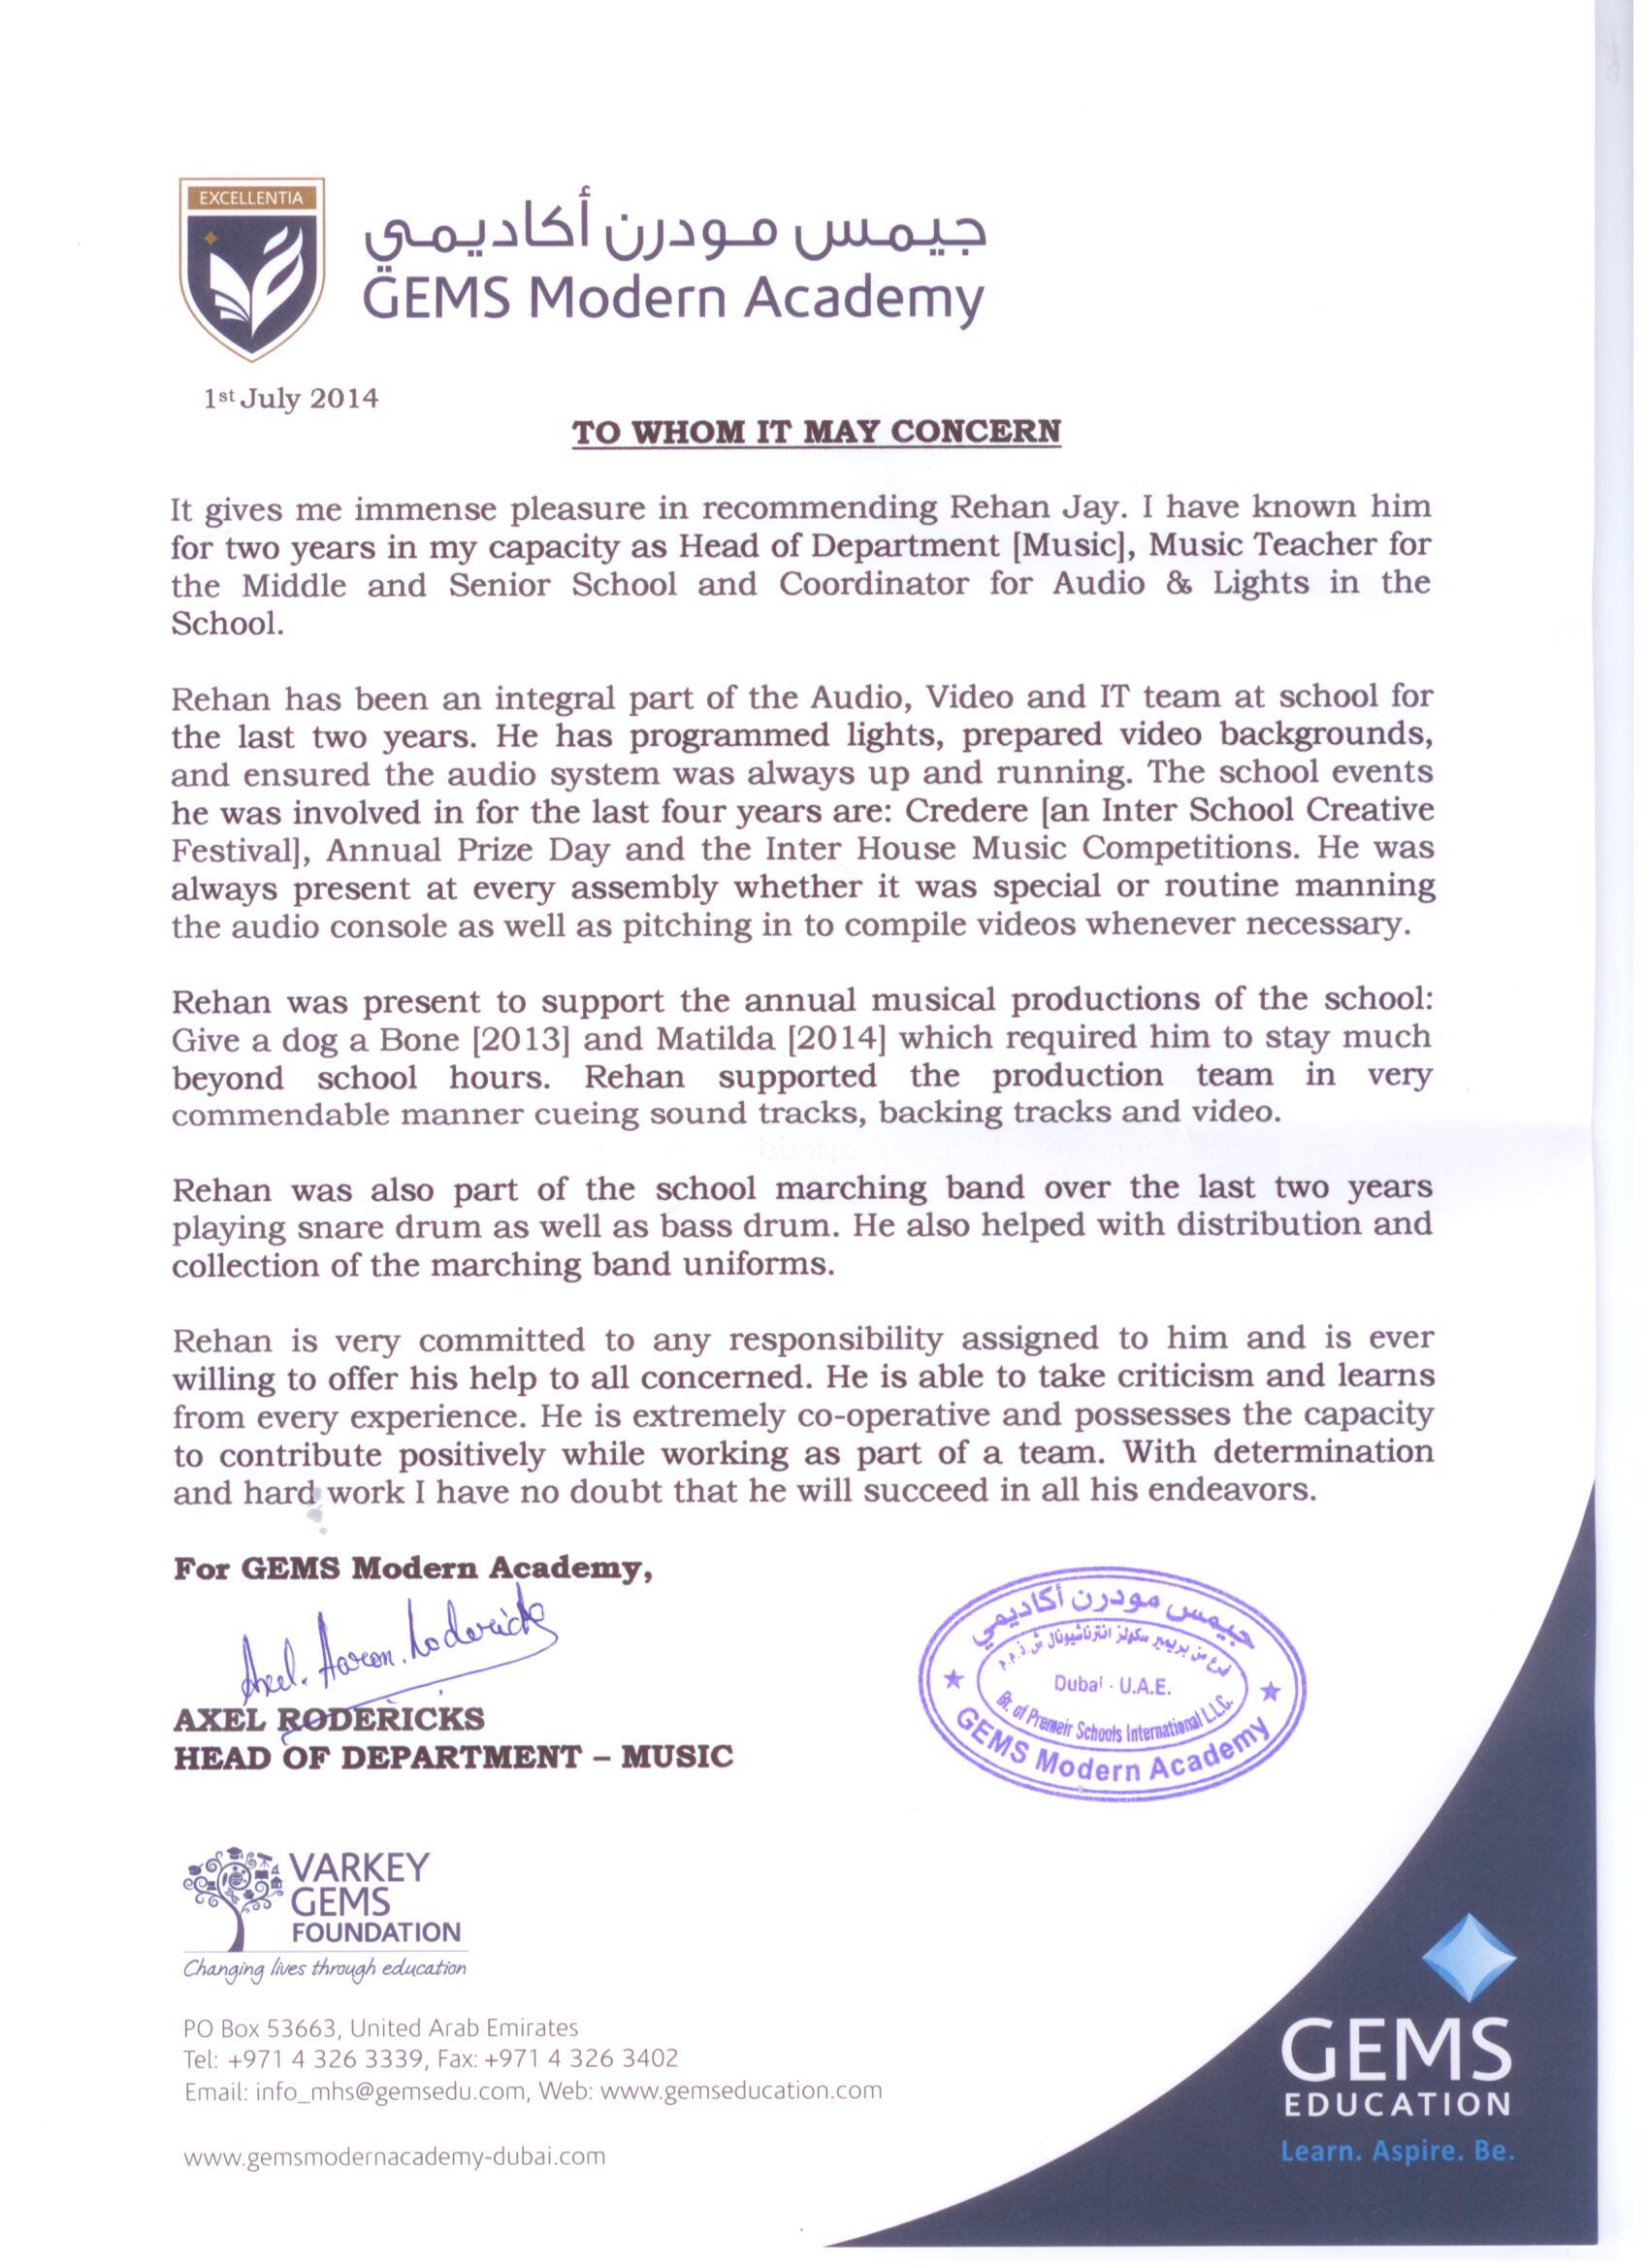 EXCELLENTIA
جيمس مودرن أكاديمي
GEMS Modern Academy
1st July 2014
TO WHOM IT MAY CONCERN
It gives me immense pleasure in recommending Rehan Jay. I have known him
for two years in my capacity as Head of Department [Music], Music Teacher for
the Middle and Senior School and Coordinator for Audio & Lights in the
School.
Rehan has been an integral part of the Audio, Video and IT team at school for
the last two years. He has programmed lights, prepared video backgrounds,
and ensured the audio system was always up and running. The school events
he was involved in for the last four years are: Credere [an Inter School Creative
Festival], Annual Prize Day and the Inter House Music Competitions. He was
always present at every assembly whether it was special or routine manning
the audio console as well as pitching in to compile videos whenever necessary.
Rehan was present to support the annual musical productions of the school:
Give a dog a Bone [2013] and Matilda [2014] which required him to stay much
beyond school hours. Rehan supported the production team in very
commendable manner cueing sound tracks, backing tracks and video.
Rehan was also part of the school marching band over the last two years
playing snare drum as well as bass drum. He also helped with distribution and
collection of the marching band uniforms.
Rehan is very committed to any responsibility assigned to him and is ever
willing to offer his help to all concerned. He is able to take criticism and learns
from every experience. He is extremely co-operative and possesses the capacity
to contribute positively while working as part of a team. With determination
and hard work I have no doubt that he will succeed in all his endeavors.
For GEMS Modern Academy,
Axel. Aaron. Rodericks
AXEL RODERICKS
HEAD OF DEPARTMENT – MUSIC
جيمس مودرن أكاديمي
فرع من بريمير سكولز انترناشيونال ش.ذ.م.م
Dubai - U.A.E.
Br. of Premeir Schools International L.L.C.
GEMS Modern Academy
VARKEY
GEMS
FOUNDATION
Changing lives through education
PO Box 53663, United Arab Emirates
Tel: +971 4 326 3339, Fax: +971 4 326 3402
Email: info_mhs@gemsedu.com, Web: www.gemseducation.com
www.gemsmodernacademy-dubai.com
GEMS
EDUCATION
Learn. Aspire. Be.